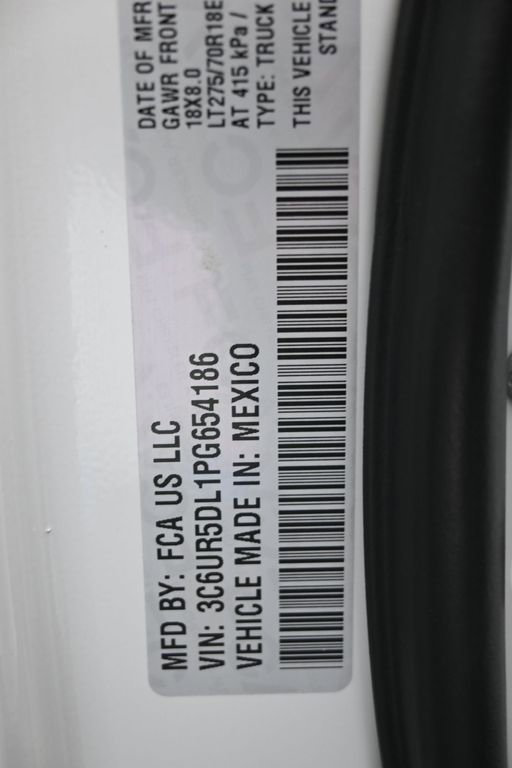 MFD BY: FCA US LLC
VIN: 3C6UR5DL1PG654186
VEHICLE MADE IN: MEXICO
DATE OF MFR
GAWR FRONT
18X8.0
LT275/70R18E
AT 415 kPa /
TYPE: TRUCK
THIS VEHICLE